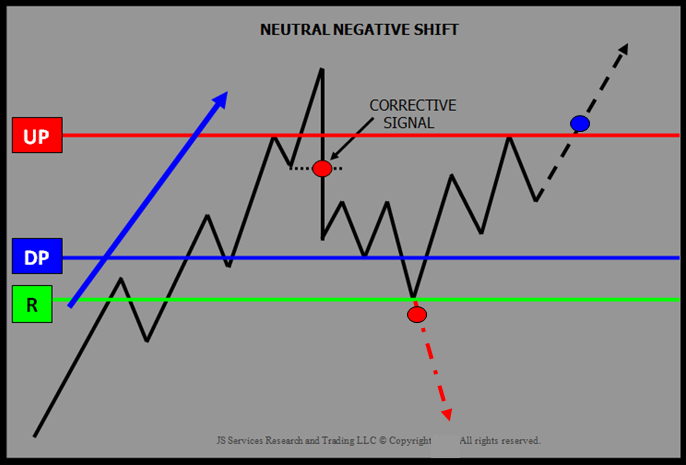 NEUTRAL NEGATIVE SHIFT
CORRECTIVE
SIGNAL
UP
DP
R
JS Services Research and Trading LLC © Copyright All rights reserved.